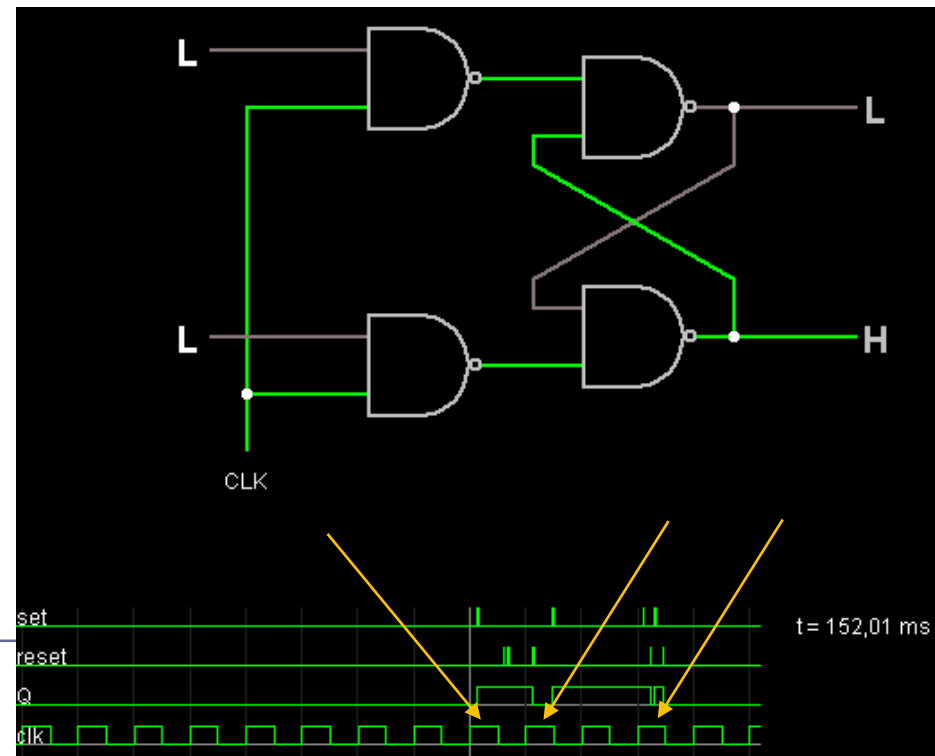 L
L
L
H
CLK
set
t= 152,01 ms
reset
Q
clk